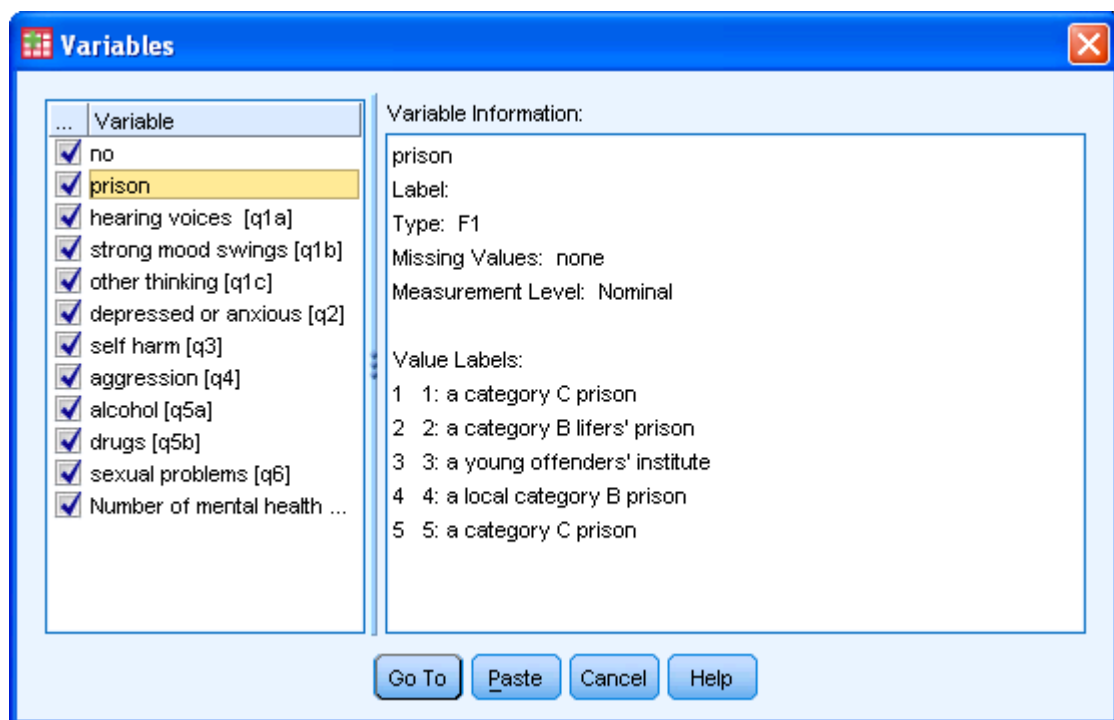 Variables
... Variable
no
prison
hearing voices [q1a]
strong mood swings [q1b]
other thinking [q1c]
depressed or anxious [q2]
self harm [q3]
aggression [q4]
alcohol [q5a]
drugs [q5b]
sexual problems [q6]
Number of mental health ...
Variable Information:
prison
Label:
Type: F1
Missing Values: none
Measurement Level: Nominal
Value Labels:
1 1: a category C prison
2 2: a category B lifers' prison
3 3: a young offenders' institute
4 4: a local category B prison
5 5: a category C prison
Go To Paste Cancel Help